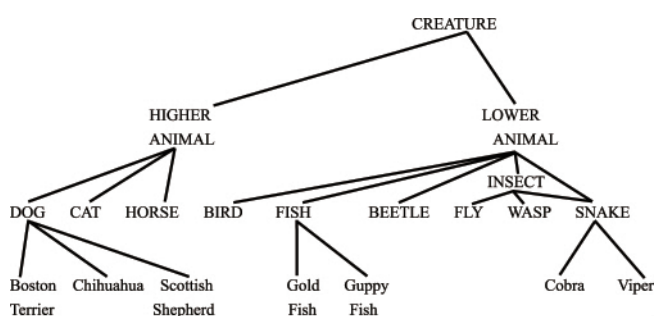 CREATURE
HIGHER
ANIMAL
LOWER
ANIMAL
INSECT
DOG CAT HORSE BIRD FISH BEETLE FLY WASP SNAKE
Boston Terrier
Chihuahua
Scottish Shepherd
Gold Fish
Guppy Fish
Cobra
Viper